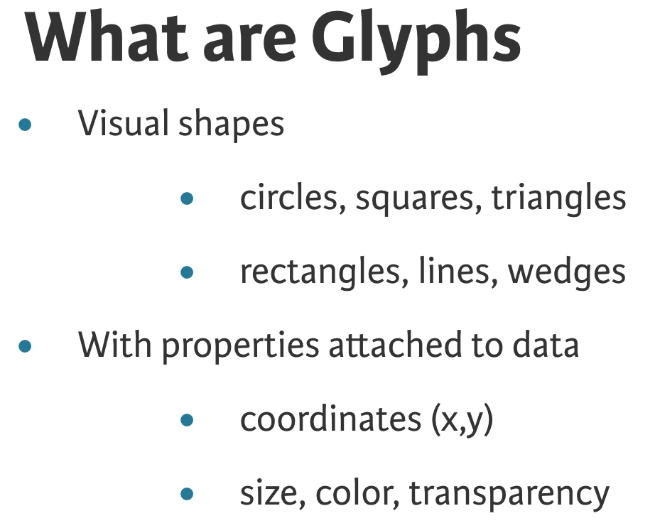 What are Glyphs
• Visual shapes
• circles, squares, triangles
• rectangles, lines, wedges
• With properties attached to data
• coordinates (x,y)
• size, color, transparency